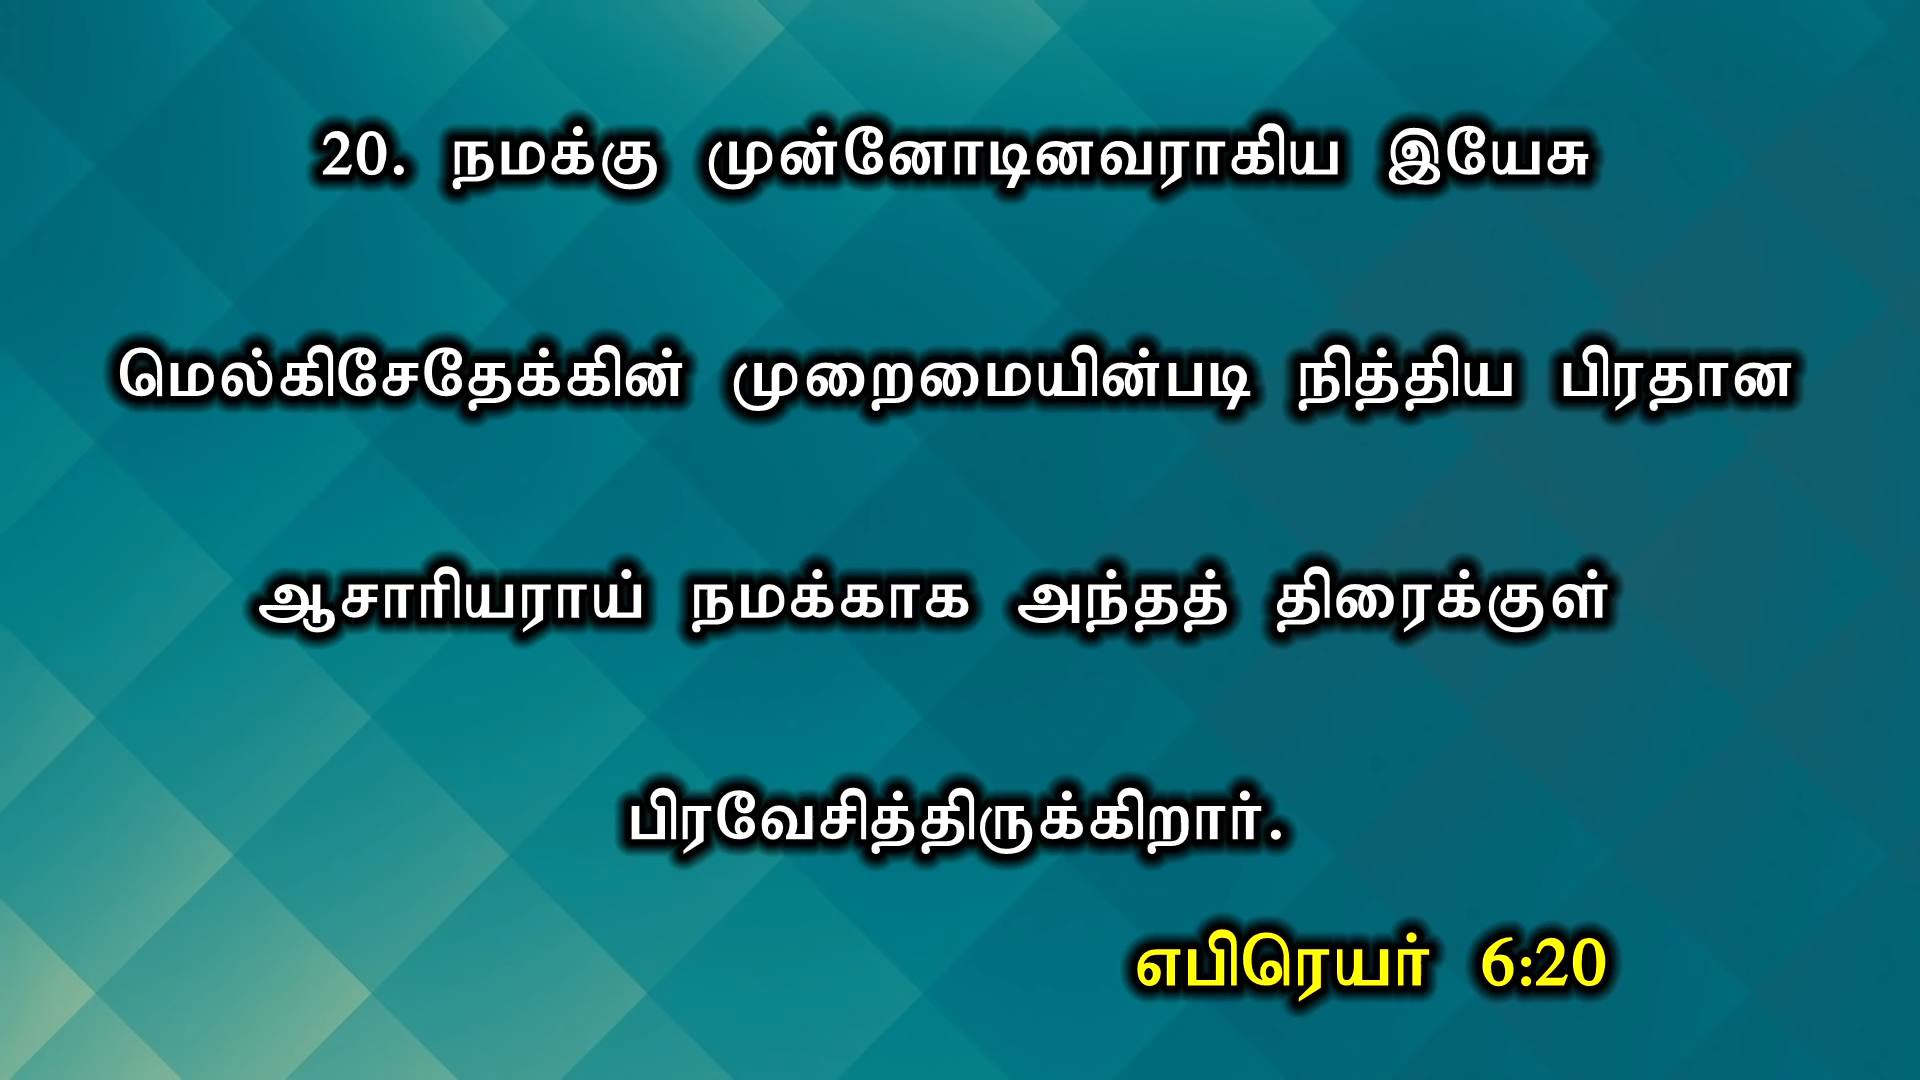 20. நமக்கு முன்னோடினவராகிய இயேசு
மெல்கிசேதேக்கின் முறைமையின்படி நித்திய பிரதான
ஆசாரியராய் நமக்காக அந்தத் திரைக்குள்
பிரவேசித்திருக்கிறார்.
எபிரெயர் 6:20